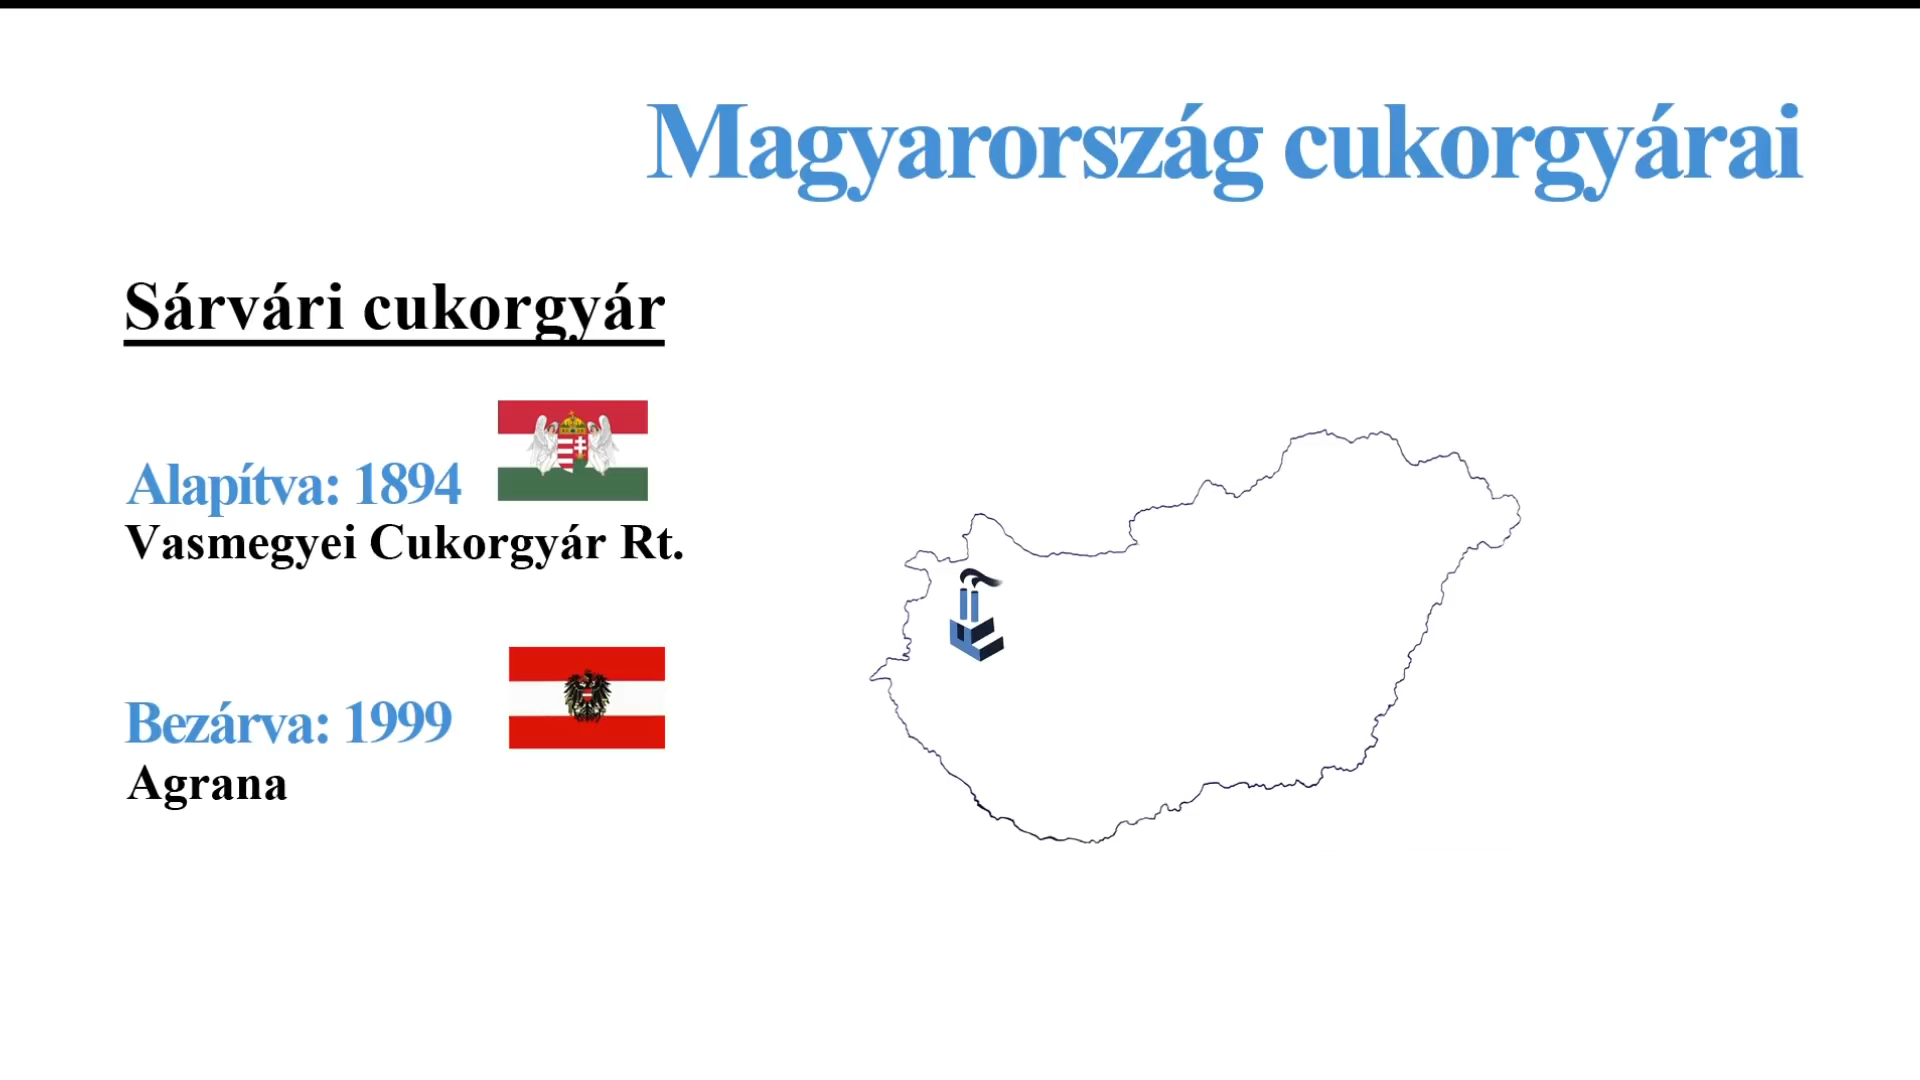 Magyarország cukorgyárai
Sárvári cukorgyár
Alapítva: 1894
Vasmegyei Cukorgyár Rt.
Bezárva: 1999
Agrana